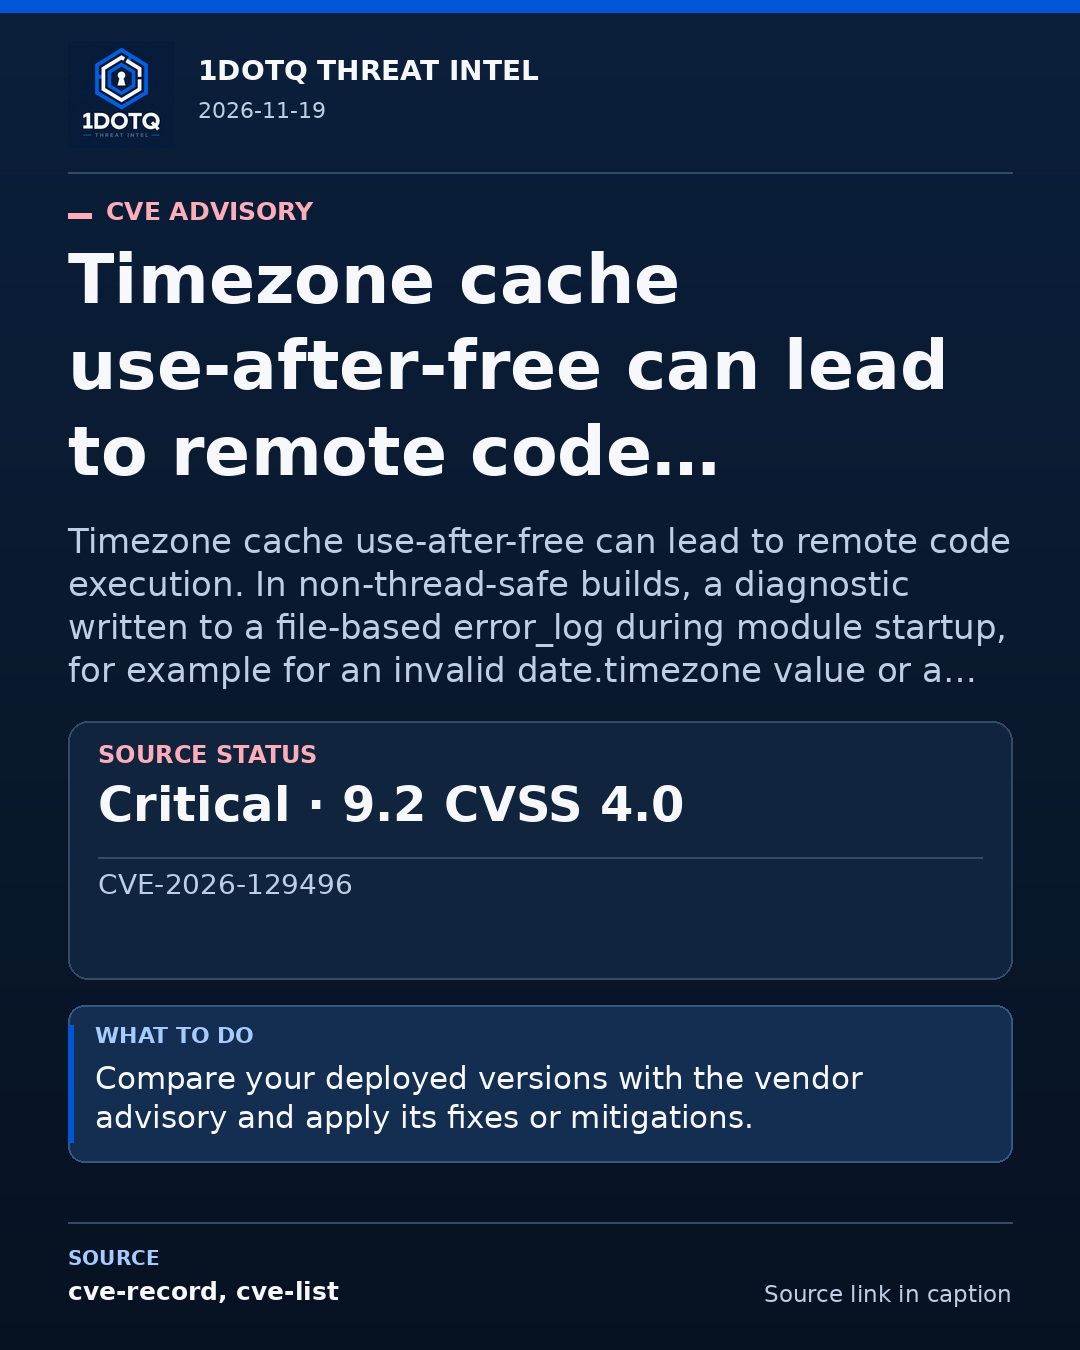 1DOTQ
THREAT INTEL
1DOTQ THREAT INTEL
2026-11-19
CVE ADVISORY
Timezone cache
use-after-free can lead
to remote code…
Timezone cache use-after-free can lead to remote code
execution. In non-thread-safe builds, a diagnostic
written to a file-based error_log during module startup,
for example for an invalid date.timezone value or a…
SOURCE STATUS
Critical · 9.2 CVSS 4.0
CVE-2026-129496
WHAT TO DO
Compare your deployed versions with the vendor
advisory and apply its fixes or mitigations.
SOURCE
cve-record, cve-list
Source link in caption